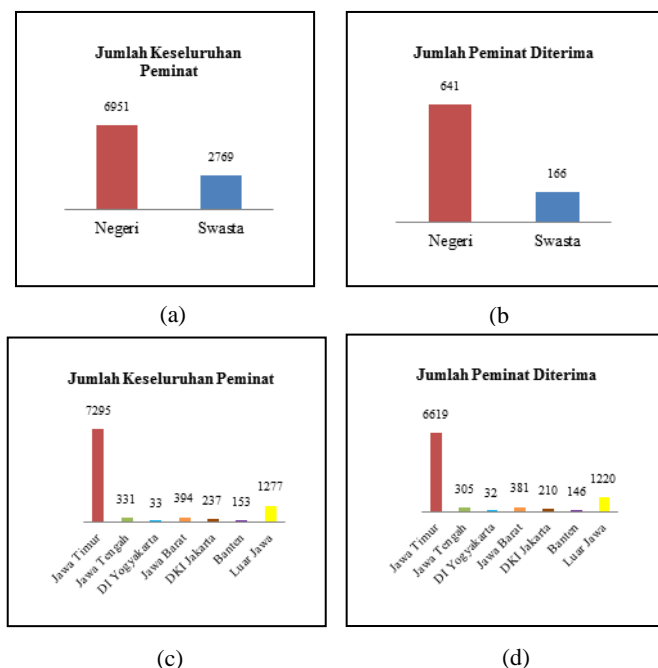 Jumlah Keseluruhan
Peminat
6951
2769
Negeri
Swasta
(a)
Jumlah Peminat Diterima
641
166
Negeri
Swasta
(b
Jumlah Keseluruhan Peminat
7295
331
33
394
237
153
1277
Jawa Timur
Jawa Tengah
DI Yogyakarta
Jawa Barat
DKI Jakarta
Banten
Luar Jawa
(c)
Jumlah Peminat Diterima
6619
305
32
381
210
146
1220
Jawa Timur
Jawa Tengah
DI Yogyakarta
Jawa Barat
DKI Jakarta
Banten
Luar Jawa
(d)